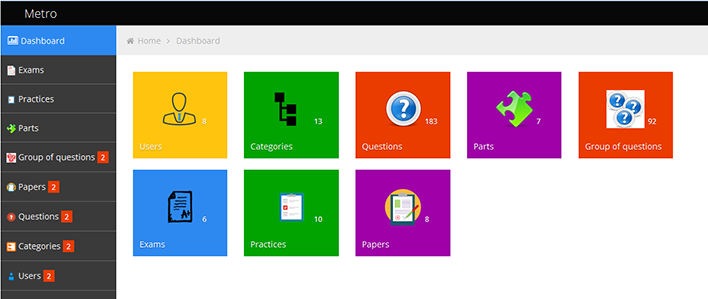 Metro
Dashboard
Exams
Practices
Parts
Group of questions 2
Papers 2
Questions 2
Categories 2
Users 2
Home > Dashboard
8
Users
13
Categories
183
Questions
7
Parts
92
Group of questions
A+
6
Exams
10
Practices
8
Papers